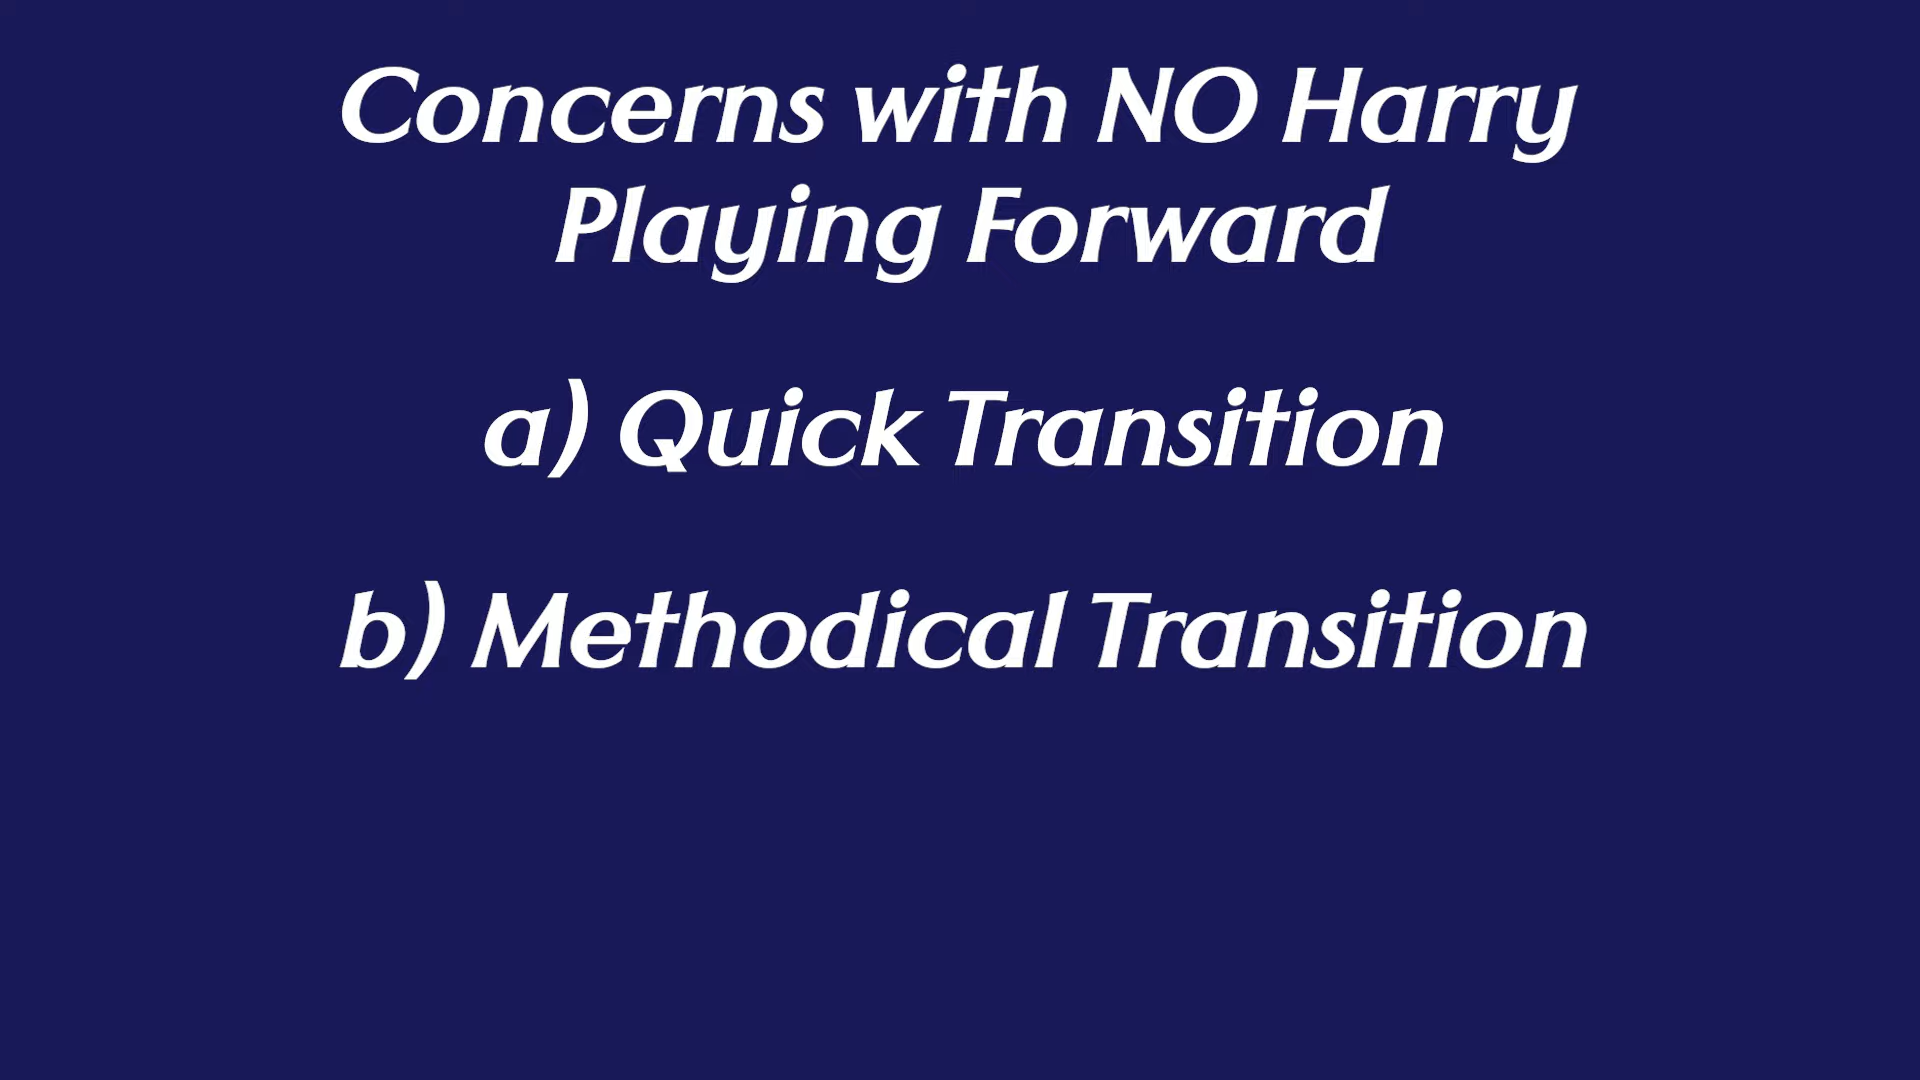 Concerns with NO Harry
Playing Forward
a) Quick Transition
b) Methodical Transition